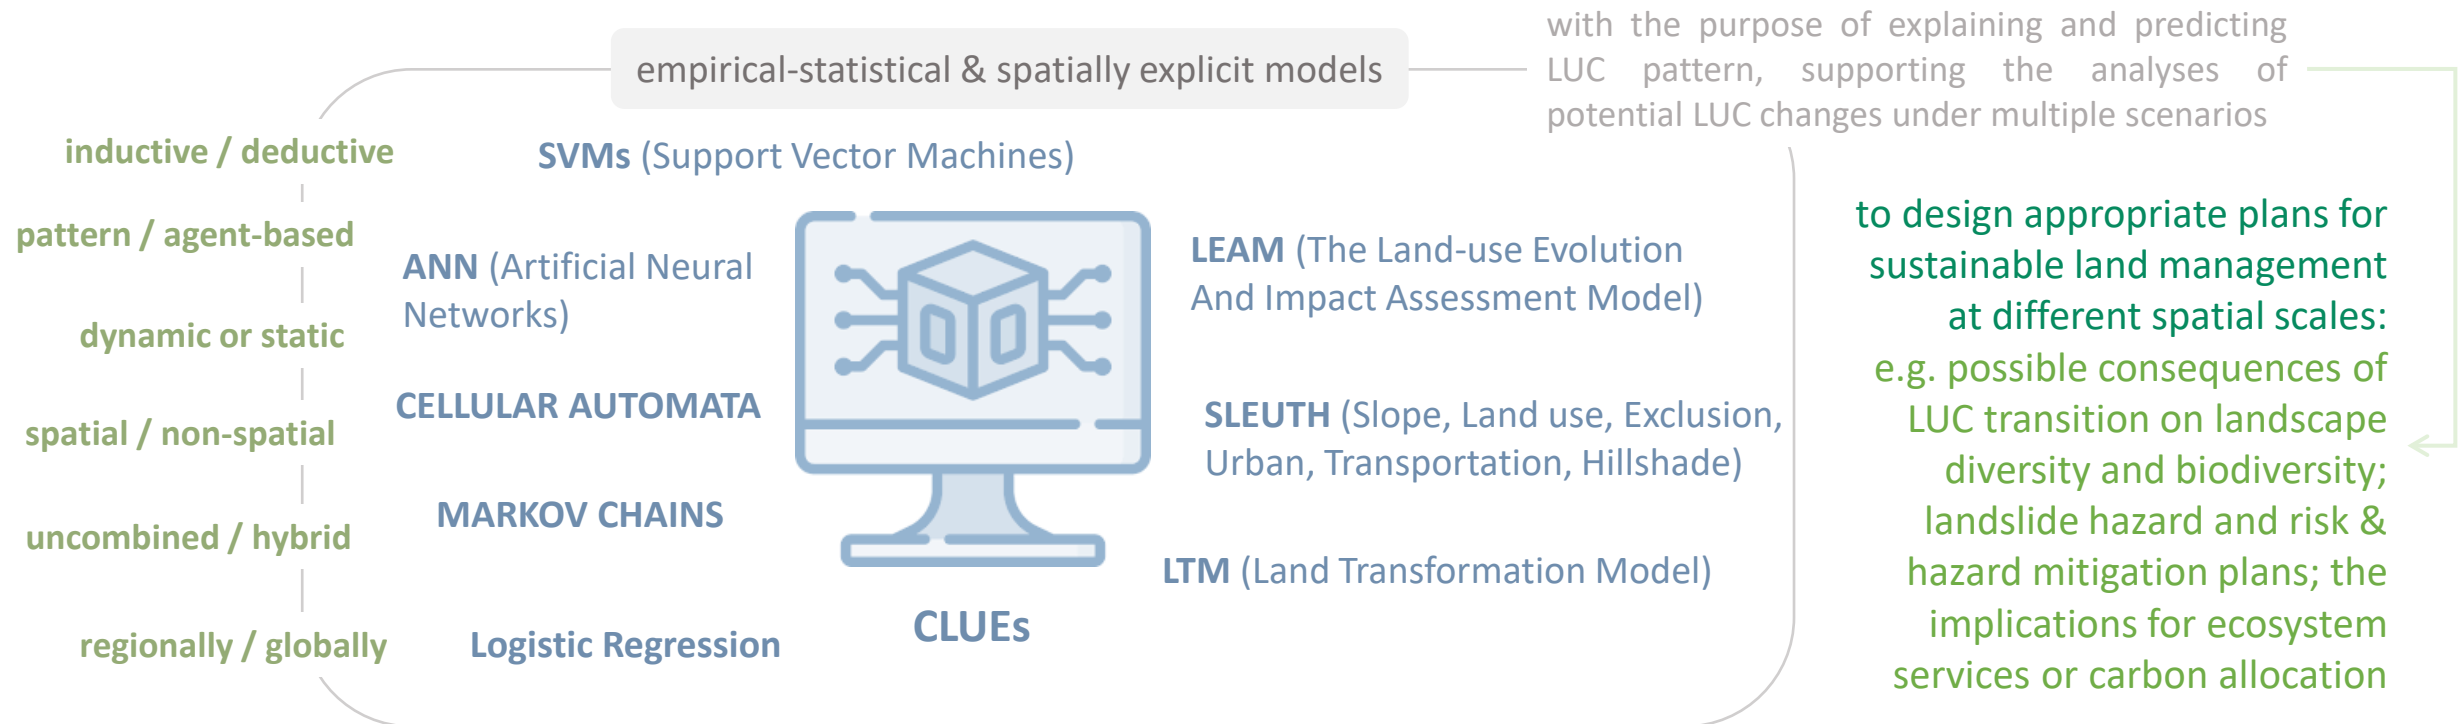 empirical-statistical & spatially explicit models
with the purpose of explaining and predicting
LUC pattern, supporting the analyses of
potential LUC changes under multiple scenarios
inductive / deductive
pattern / agent-based
dynamic or static
spatial / non-spatial
uncombined / hybrid
regionally / globally
SVMs (Support Vector Machines)
ANN (Artificial Neural
Networks)
CELLULAR AUTOMATA
MARKOV CHAINS
Logistic Regression
CLUEs
LEAM (The Land-use Evolution
And Impact Assessment Model)
SLEUTH (Slope, Land use, Exclusion,
Urban, Transportation, Hillshade)
LTM (Land Transformation Model)
to design appropriate plans for
sustainable land management
at different spatial scales:
e.g. possible consequences of
LUC transition on landscape
diversity and biodiversity;
landslide hazard and risk &
hazard mitigation plans; the
implications for ecosystem
services or carbon allocation